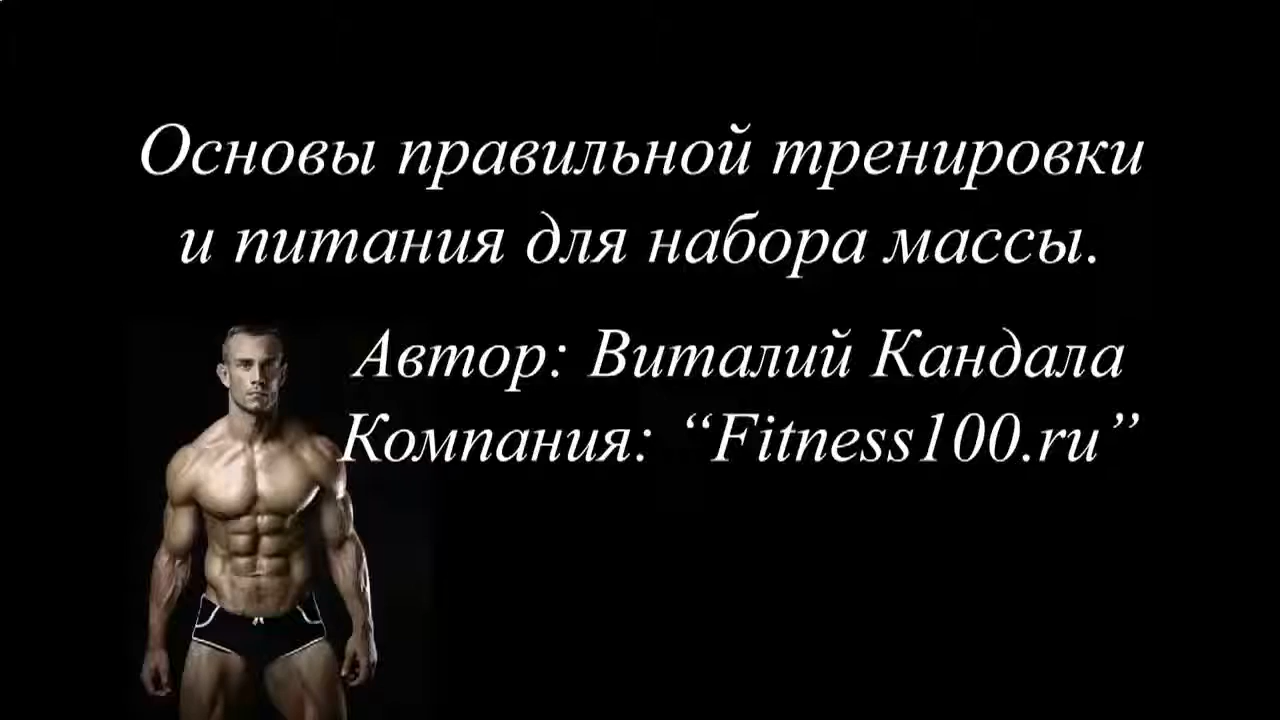 Основы правильной тренировки
и питания для набора массы.
Автор: Виталий Кандала
Компания: “Fitness100.ru”